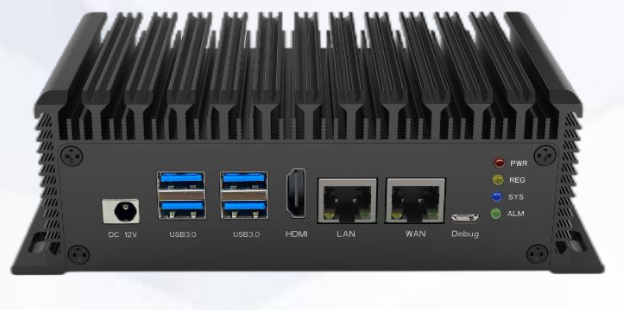 PWR
REG
SYS
ALM
DC 12V
USB3.0
USB3.0
HDMI
LAN
WAN
Debug